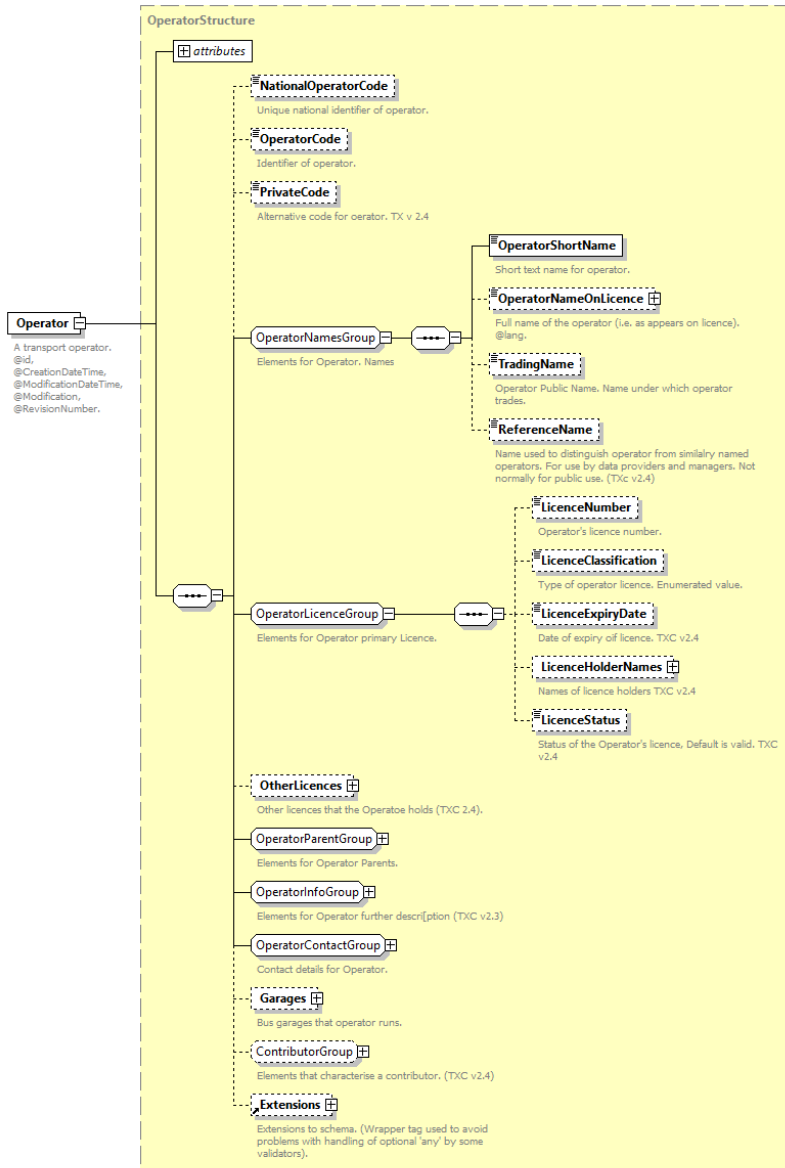 OperatorStructure
attributes
NationalOperatorCode
Unique national identifier of operator.
OperatorCode
Identifier of operator.
PrivateCode
Alternative code for oerator. TX v 2.4
OperatorShortName
Short text name for operator.
OperatorNameOnLicence
Full name of the operator (i.e. as appears on licence).
@lang.
Operator
A transport operator.
@id,
@CreationDateTime,
@ModificationDateTime,
@Modification,
@RevisionNumber.
OperatorNamesGroup
Elements for Operator. Names
TradingName
Operator Public Name. Name under which operator
trades.
ReferenceName
Name used to distinguish operator from similalry named
operators. For use by data providers and managers. Not
normally for public use. (TXc v2.4)
LicenceNumber
Operator's licence number.
LicenceClassification
Type of operator licence. Enumerated value.
OperatorLicenceGroup
Elements for Operator primary Licence.
LicenceExpiryDate
Date of expiry oif licence. TXC v2.4
LicenceHolderNames
Names of licence holders TXC v2.4
LicenceStatus
Status of the Operator's licence, Default is valid. TXC
v2.4
OtherLicences
Other licences that the Operatoe holds (TXC 2.4).
OperatorParentGroup
Elements for Operator Parents.
OperatorInfoGroup
Elements for Operator further descri[ption (TXC v2.3)
OperatorContactGroup
Contact details for Operator.
Garages
Bus garages that operator runs.
ContributorGroup
Elements that characterise a contributor. (TXC v2.4)
Extensions
Extensions to schema. (Wrapper tag used to avoid
problems with handling of optional 'any' by some
validators).